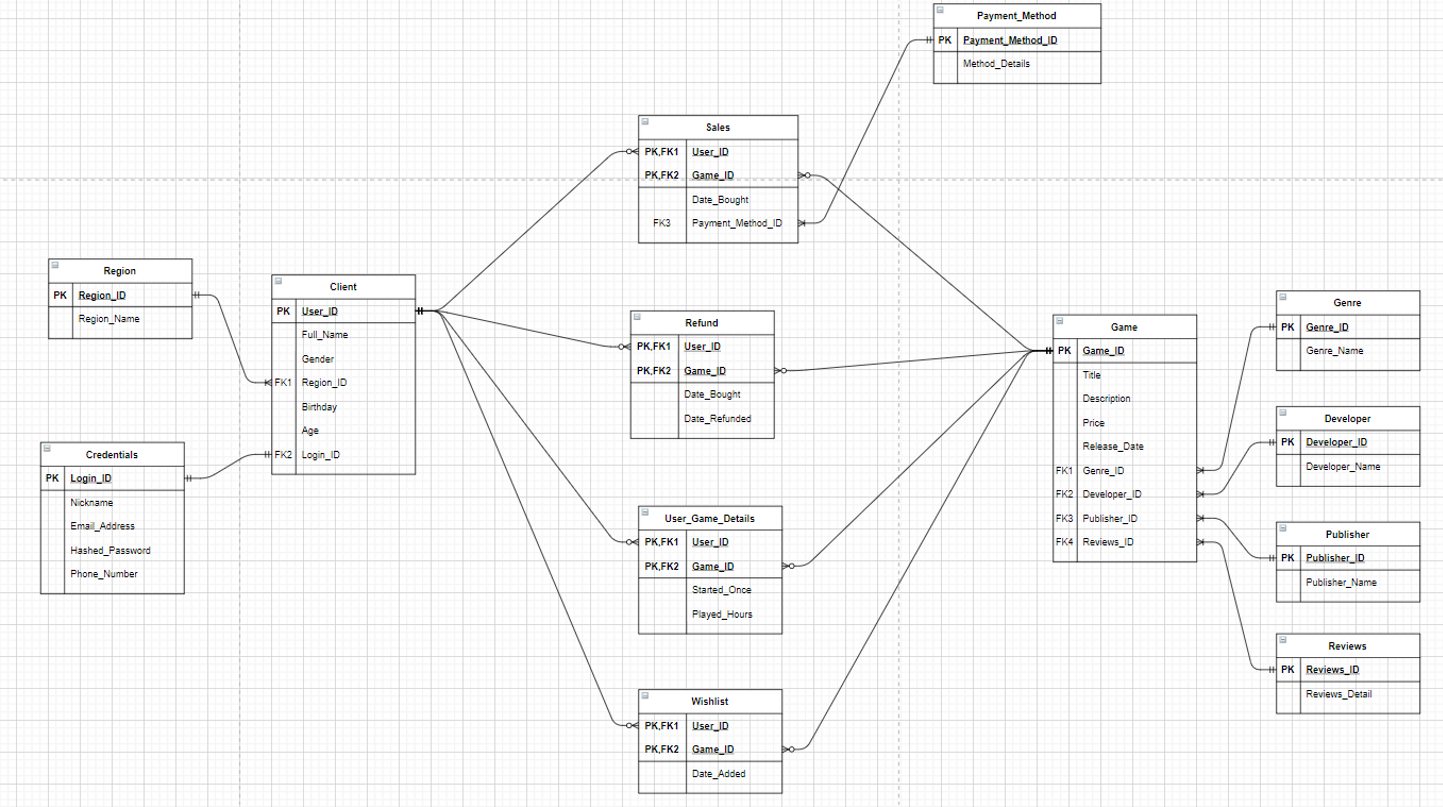 Payment_Method
PK Payment_Method_ID
Method_Details
Sales
PK,FK1 User_ID
PK,FK2 Game_ID
Date_Bought
FK3 Payment_Method_ID
Region
PK Region_ID
Region_Name
Client
PK User_ID
Full_Name
Gender
FK1 Region_ID
Birthday
Age
FK2 Login_ID
Credentials
PK Login_ID
Nickname
Email_Address
Hashed_Password
Phone_Number
Refund
PK,FK1 User_ID
PK,FK2 Game_ID
Date_Bought
Date_Refunded
User_Game_Details
PK,FK1 User_ID
PK,FK2 Game_ID
Started_Once
Played_Hours
Wishlist
PK,FK1 User_ID
PK,FK2 Game_ID
Date_Added
Game
PK Game_ID
Title
Description
Price
Release_Date
FK1 Genre_ID
FK2 Developer_ID
FK3 Publisher_ID
FK4 Reviews_ID
Genre
PK Genre_ID
Genre_Name
Developer
PK Developer_ID
Developer_Name
Publisher
PK Publisher_ID
Publisher_Name
Reviews
PK Reviews_ID
Reviews_Detail